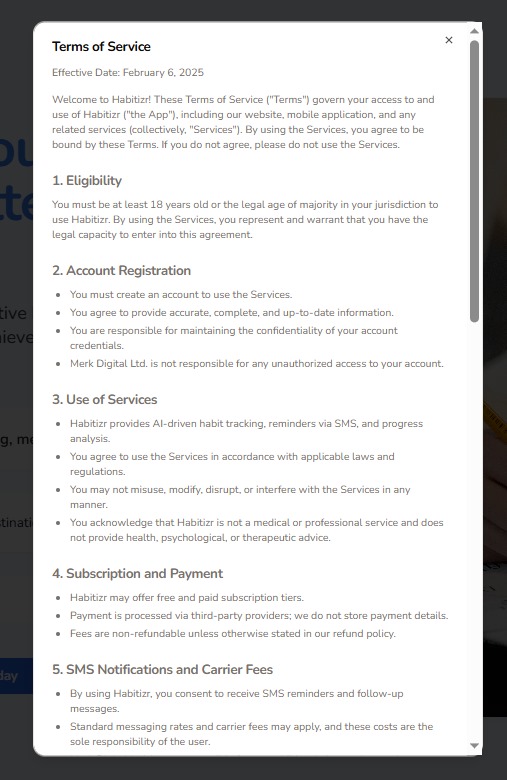 Terms of Service
×
Effective Date: February 6, 2025
Welcome to Habitizr! These Terms of Service ("Terms") govern your access to and
use of Habitizr ("the App"), including our website, mobile application, and any
related services (collectively, "Services"). By using the Services, you agree to be
bound by these Terms. If you do not agree, please do not use the Services.
1. Eligibility
You must be at least 18 years old or the legal age of majority in your jurisdiction to
use Habitizr. By using the Services, you represent and warrant that you have the
legal capacity to enter into this agreement.
2. Account Registration
• You must create an account to use the Services.
• You agree to provide accurate, complete, and up-to-date information.
• You are responsible for maintaining the confidentiality of your account
credentials.
• Merk Digital Ltd. is not responsible for any unauthorized access to your account.
3. Use of Services
• Habitizr provides AI-driven habit tracking, reminders via SMS, and progress
analysis.
• You agree to use the Services in accordance with applicable laws and
regulations.
• You may not misuse, modify, disrupt, or interfere with the Services in any
manner.
• You acknowledge that Habitizr is not a medical or professional service and does
not provide health, psychological, or therapeutic advice.
4. Subscription and Payment
• Habitizr may offer free and paid subscription tiers.
• Payment is processed via third-party providers; we do not store payment details.
• Fees are non-refundable unless otherwise stated in our refund policy.
5. SMS Notifications and Carrier Fees
• By using Habitizr, you consent to receive SMS reminders and follow-up
messages.
• Standard messaging rates and carrier fees may apply, and these costs are the
sole responsibility of the user.